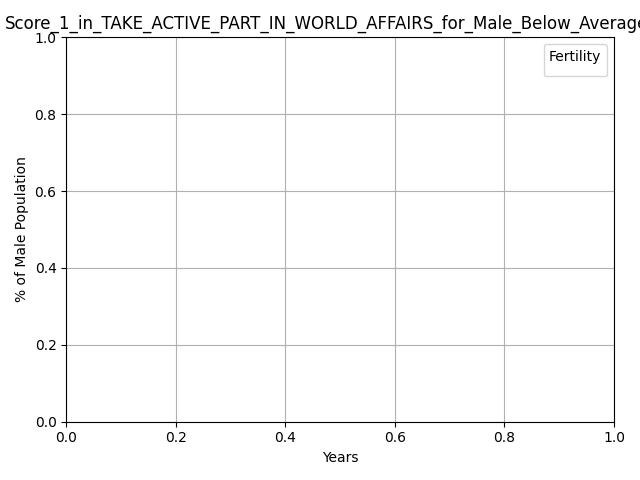 Score_1_in_TAKE_ACTIVE_PART_IN_WORLD_AFFAIRS_for_Male_Below_Average
Fertility
% of Male Population
1.0
0.8
0.6
0.4
0.2
0.0
0.0 0.2 0.4 0.6 0.8 1.0
Years